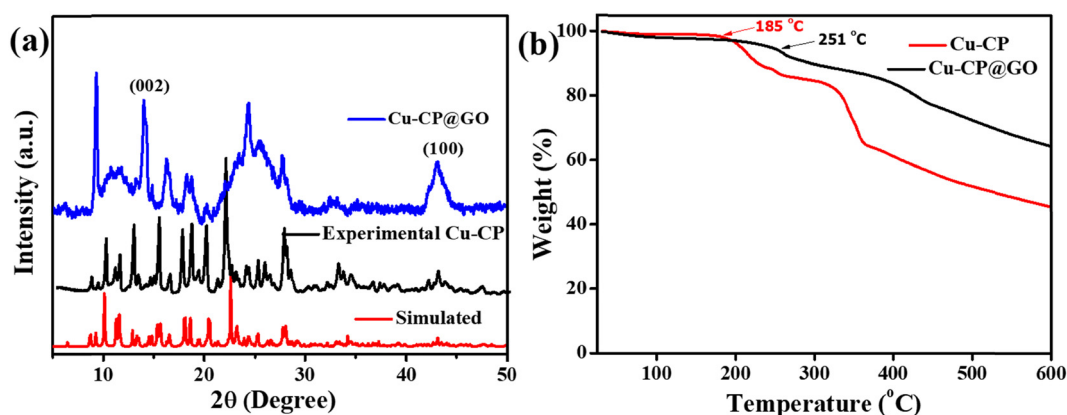 (a)
(002)
Cu-CP@GO
(100)
Experimental Cu-CP
Simulated
Intensity (a.u.)
10 20 30 40 50
2θ (Degree)
(b)
185 °C
251 °C
Cu-CP
Cu-CP@GO
Weight (%)
100
80
60
40
20
0
100 200 300 400 500 600
Temperature (°C)